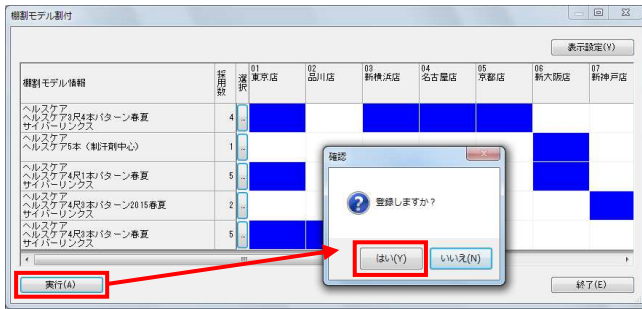 棚割モデル割付
表示設定(V)
棚割モデル情報
採用数
選択
01
東京店
02
品川店
03
新横浜店
04
名古屋店
05
京都店
06
新大阪店
07
新神戸店
ヘルスケア
ヘルスケア3尺4本パターン春夏
サイバーリンクス
4
...
ヘルスケア
ヘルスケア5本（制汗剤中心）
1
...
ヘルスケア
ヘルスケア4尺1本パターン春夏
サイバーリンクス
5
...
ヘルスケア
ヘルスケア4尺3本パターン2015春夏
サイバーリンクス
2
...
ヘルスケア
ヘルスケア4尺2本パターン春夏
サイバーリンクス
5
...
確認
登録しますか？
はい(Y)
いいえ(N)
実行(A)
終了(E)